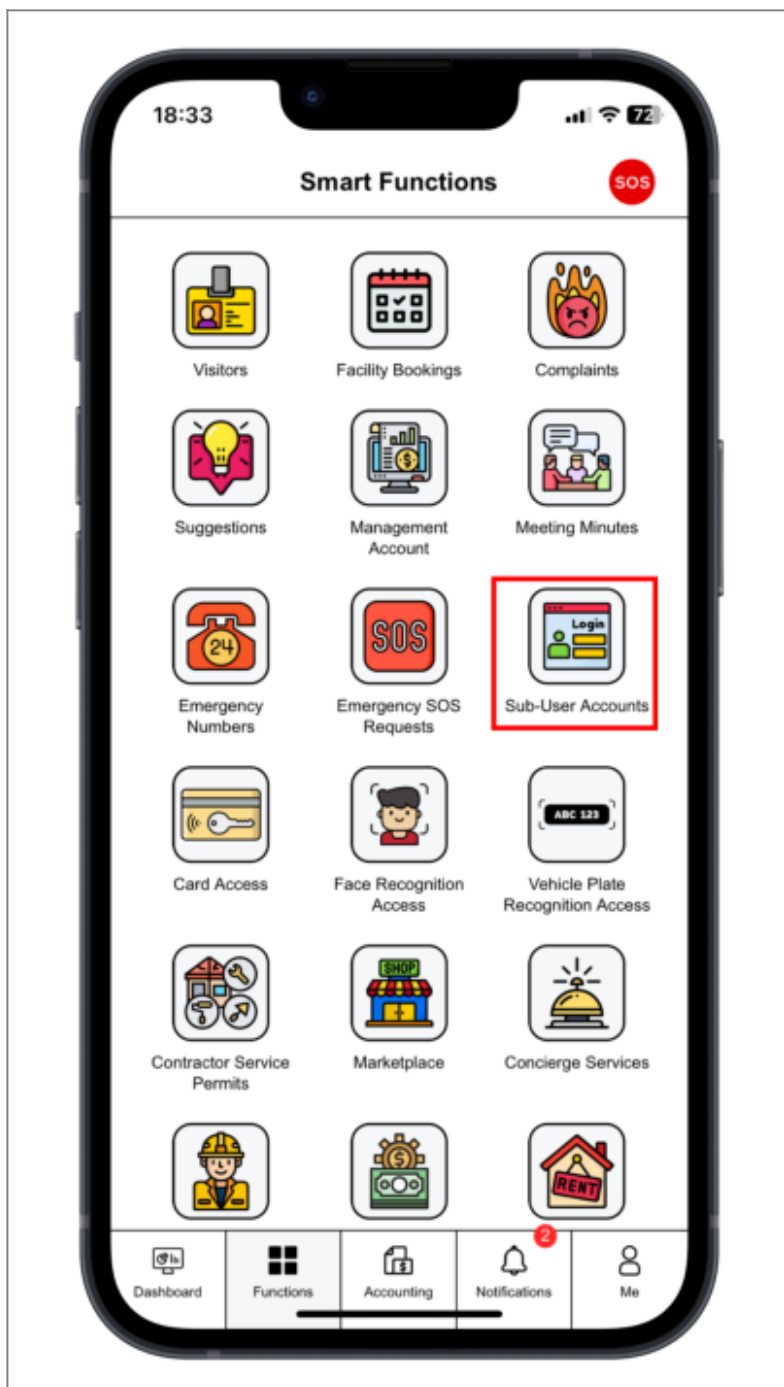 18:33
72
Smart Functions
SOS
Visitors
Facility Bookings
Complaints
Suggestions
Management
Account
Meeting Minutes
24
SOS
Login
Emergency
Numbers
Emergency SOS
Requests
Sub-User Accounts
ABC 123
Card Access
Face Recognition
Access
Vehicle Plate
Recognition Access
SHOP
Contractor Service
Permits
Marketplace
Concierge Services
RENT
2
Dashboard
Functions
Accounting
Notifications
Me